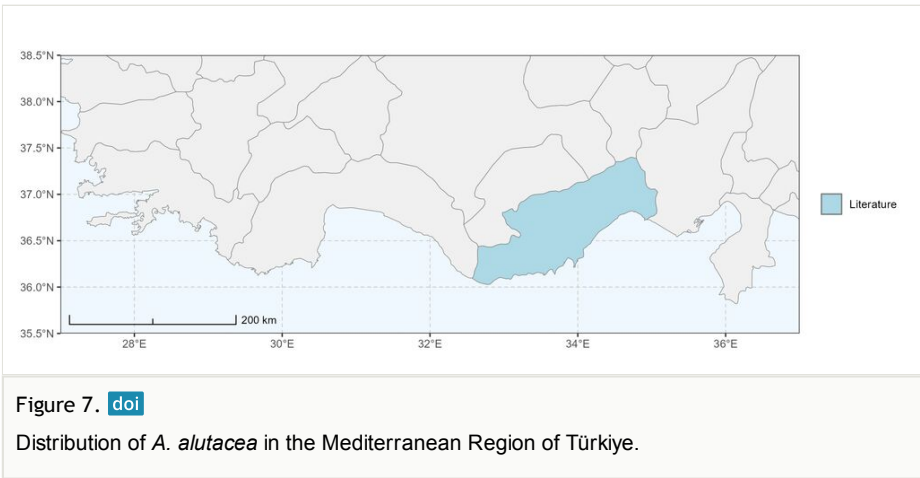 38.5°N
38.0°N
37.5°N
37.0°N
36.5°N
36.0°N
35.5°N
200 km
28°E 30°E 32°E 34°E 36°E
Literature
Figure 7. doi
Distribution of A. alutacea in the Mediterranean Region of Türkiye.